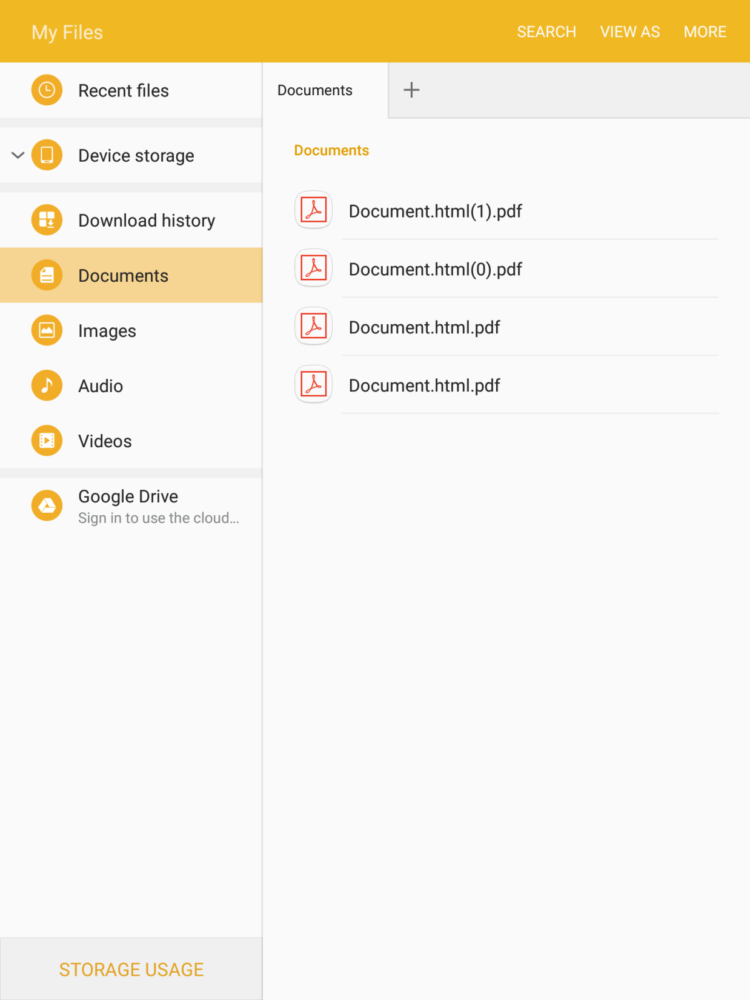 My Files
SEARCH VIEW AS MORE
Recent files
Device storage
Download history
Documents
Images
Audio
Videos
Google Drive
Sign in to use the cloud...
STORAGE USAGE
Documents
Documents
Document.html(1).pdf
Document.html(0).pdf
Document.html.pdf
Document.html.pdf